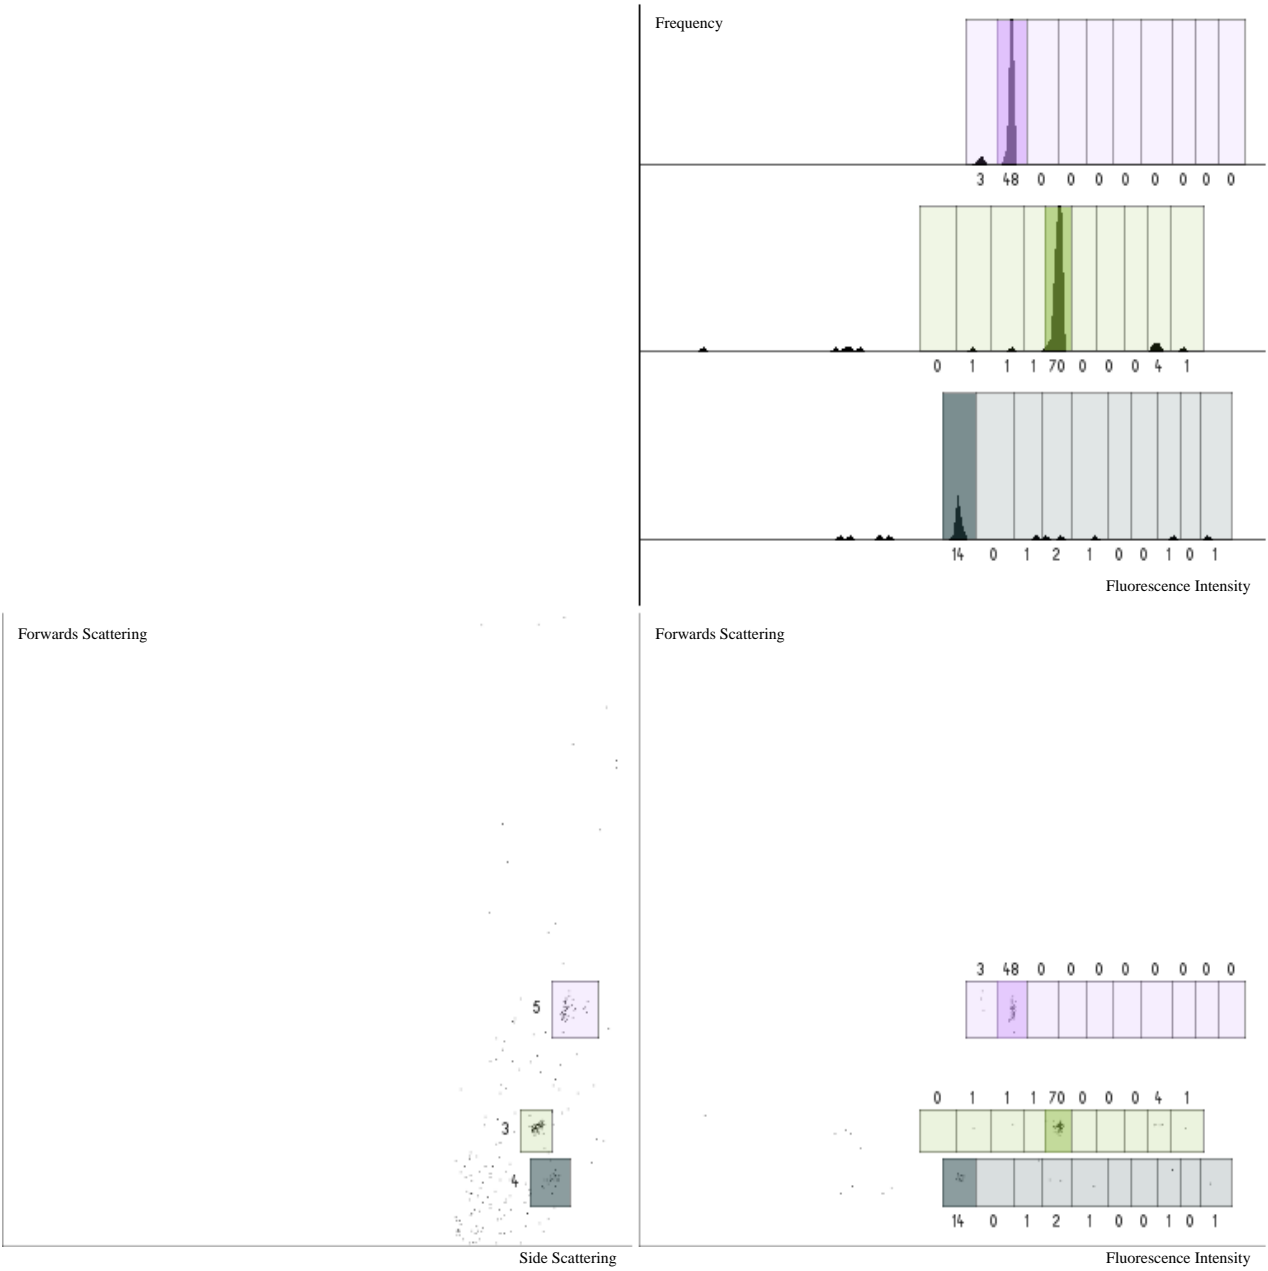 Frequency
3 48 0 0 0 0 0 0 0 0
0 1 1 1 70 0 0 0 4 1
14 0 1 2 1 0 0 1 0 1
Fluorescence Intensity
Forwards Scattering
5
3
4
Side Scattering
Forwards Scattering
3 48 0 0 0 0 0 0 0 0
0 1 1 1 70 0 0 0 4 1
14 0 1 2 1 0 0 1 0 1
Fluorescence Intensity